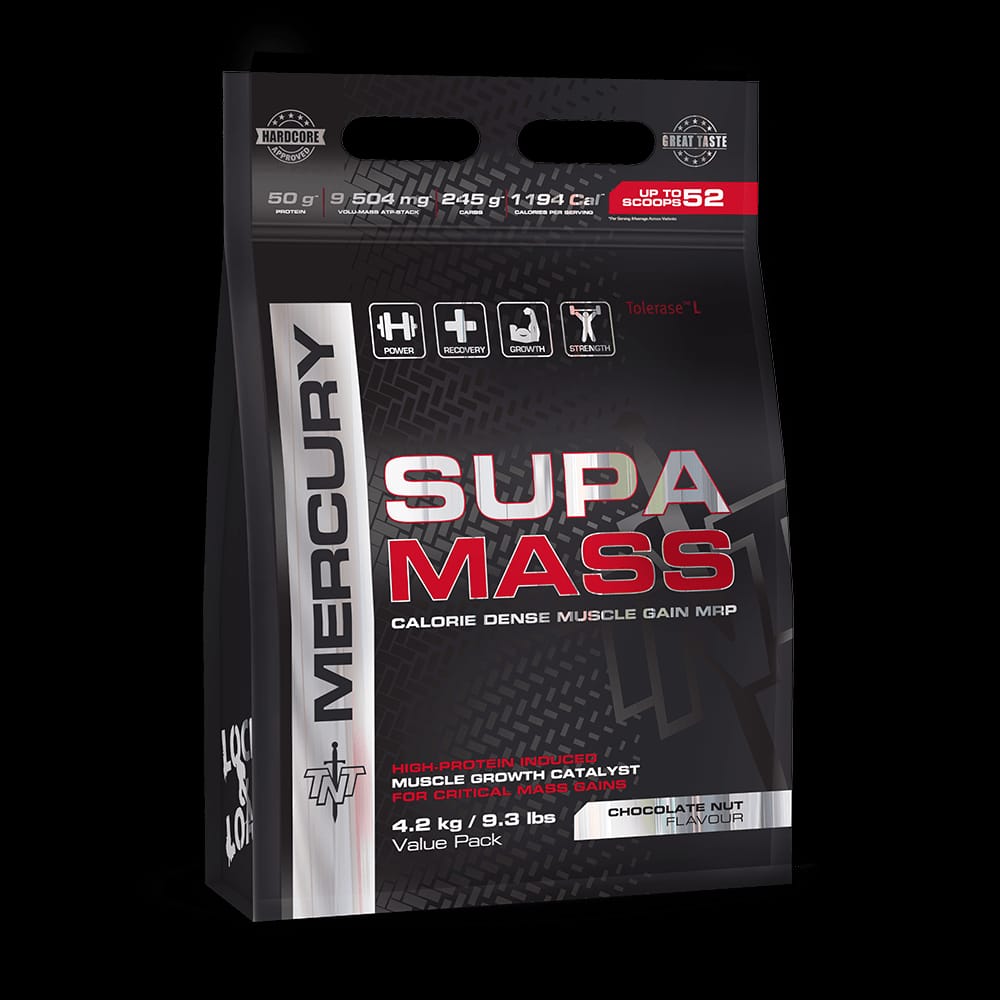 HARDCORE
APPROVED
GREAT TASTE
50 g*
PROTEIN
9 504 mg
VOLU-MASS ATP-STACK
245 g*
CARBS
1194 Cal*
CALORIES PER SERVING
UP TO
SCOOPS 52
*Per Serving &
POWER
RECOVERY
GROWTH
STRENGTH
Tolerase™ L
MERCURY
TNT
SUPA
MASS
CALORIE DENSE MUSCLE GAIN MRP
HIGH-PROTEIN INDUCED
MUSCLE GROWTH CATALYST
FOR CRITICAL MASS GAINS
4.2 kg / 9.3 lbs
Value Pack
CHOCOLATE NUT
FLAVOUR
&